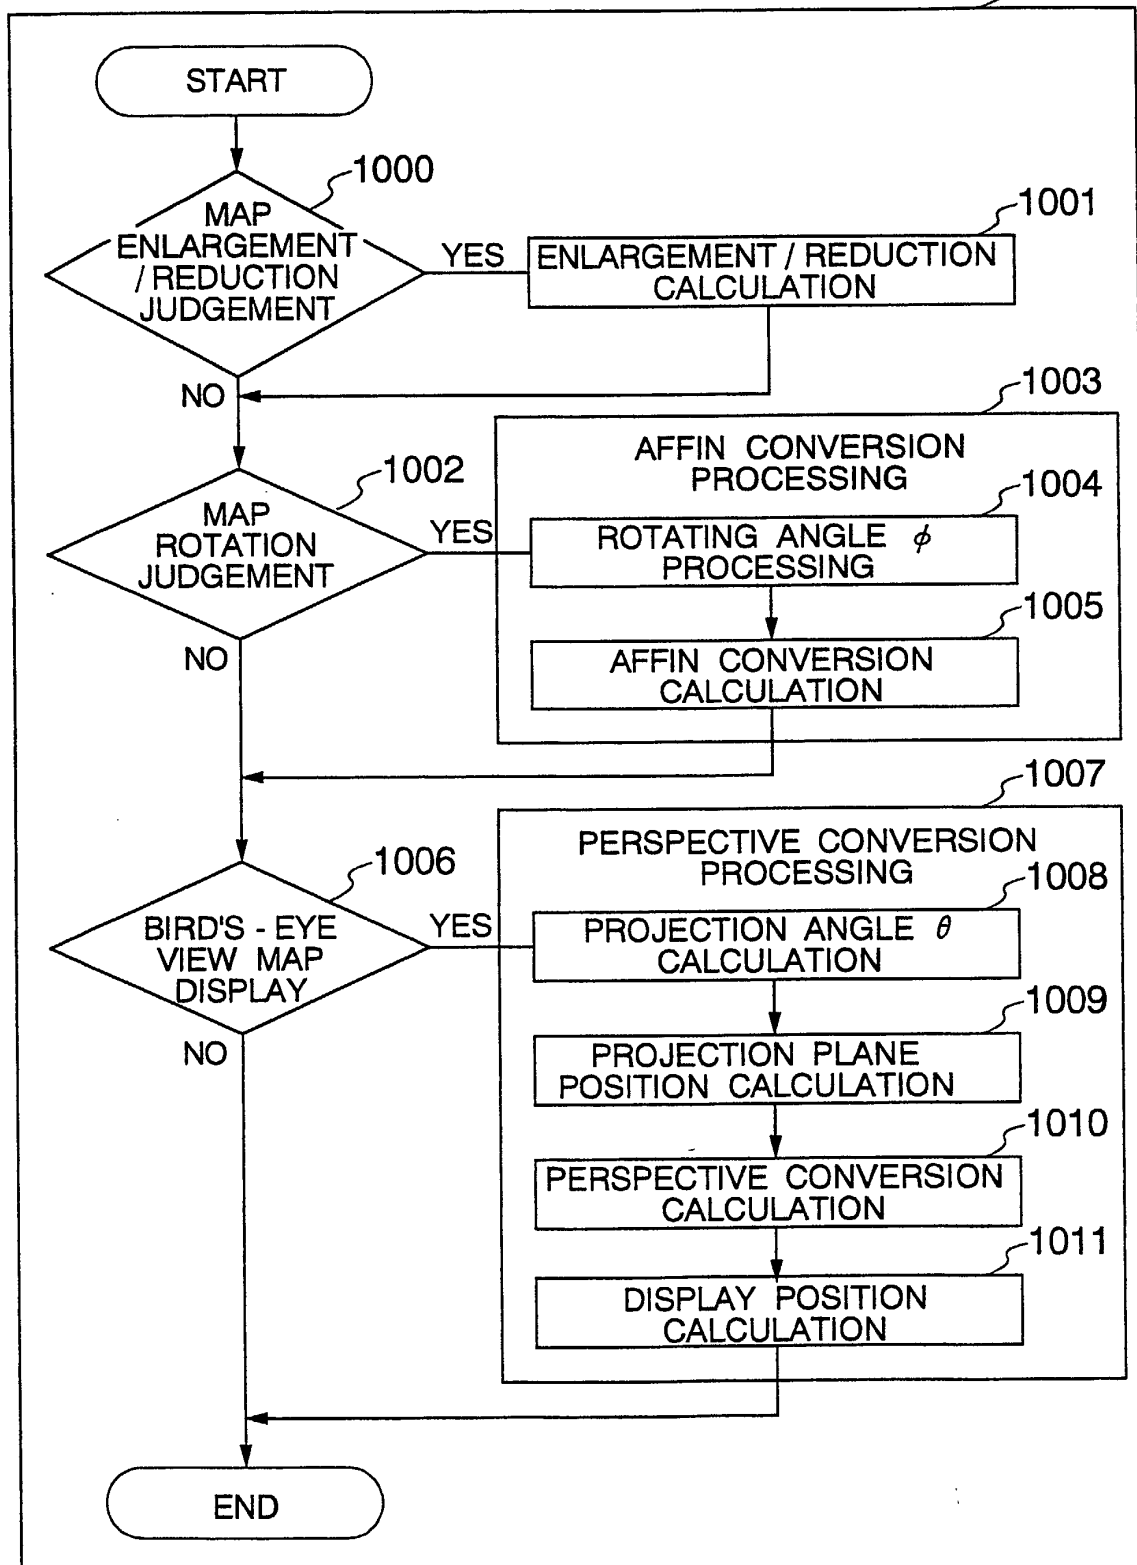 START
1000
MAP
ENLARGEMENT
/ REDUCTION
JUDGEMENT
YES
1001
ENLARGEMENT / REDUCTION
CALCULATION
NO
1002
MAP
ROTATION
JUDGEMENT
YES
1003
AFFIN CONVERSION
PROCESSING
1004
ROTATING ANGLE ϕ
PROCESSING
1005
AFFIN CONVERSION
CALCULATION
NO
1006
BIRD'S - EYE
VIEW MAP
DISPLAY
YES
1007
PERSPECTIVE CONVERSION
PROCESSING
1008
PROJECTION ANGLE θ
CALCULATION
1009
PROJECTION PLANE
POSITION CALCULATION
1010
PERSPECTIVE CONVERSION
CALCULATION
1011
DISPLAY POSITION
CALCULATION
NO
END